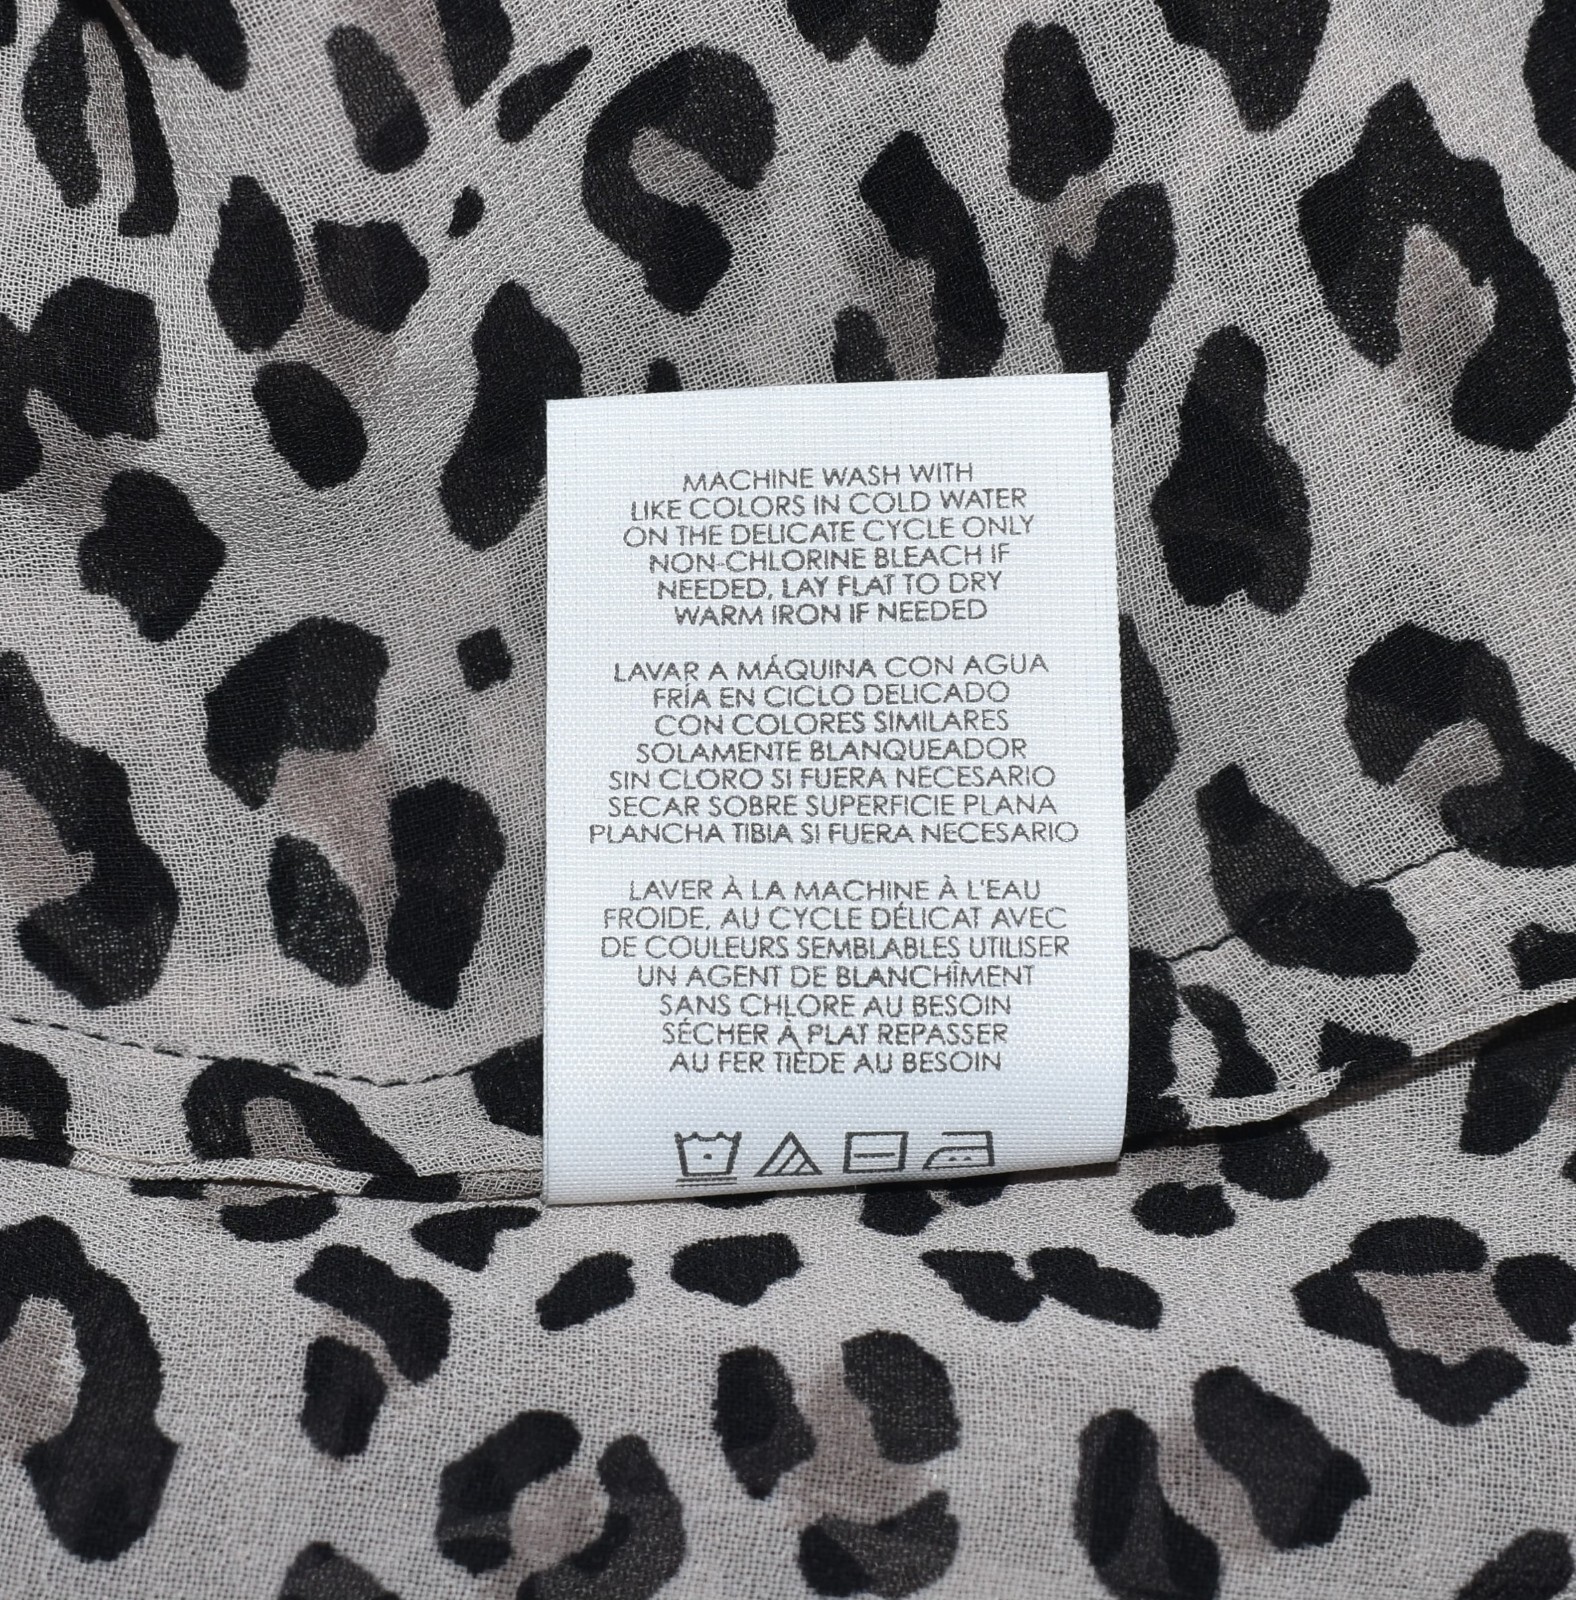 MACHINE WASH WITH
LIKE COLORS IN COLD WATER
ON THE DELICATE CYCLE ONLY
NON-CHLORINE BLEACH IF
NEEDED, LAY FLAT TO DRY
WARM IRON IF NEEDED
LAVAR A MÁQUINA CON AGUA
FRÍA EN CICLO DELICADO
CON COLORES SIMILARES
SOLAMENTE BLANQUEADOR
SIN CLORO SI FUERA NECESARIO
SECAR SOBRE SUPERFICIE PLANA
PLANCHA TIBIA SI FUERA NECESARIO
LAVER À LA MACHINE À L'EAU
FROIDE, AU CYCLE DÉLICAT AVEC
DE COULEURS SEMBLABLES UTILISER
UN AGENT DE BLANCHÎMENT
SANS CHLORE AU BESOIN
SÉCHER À PLAT REPASSER
AU FER TIÈDE AU BESOIN